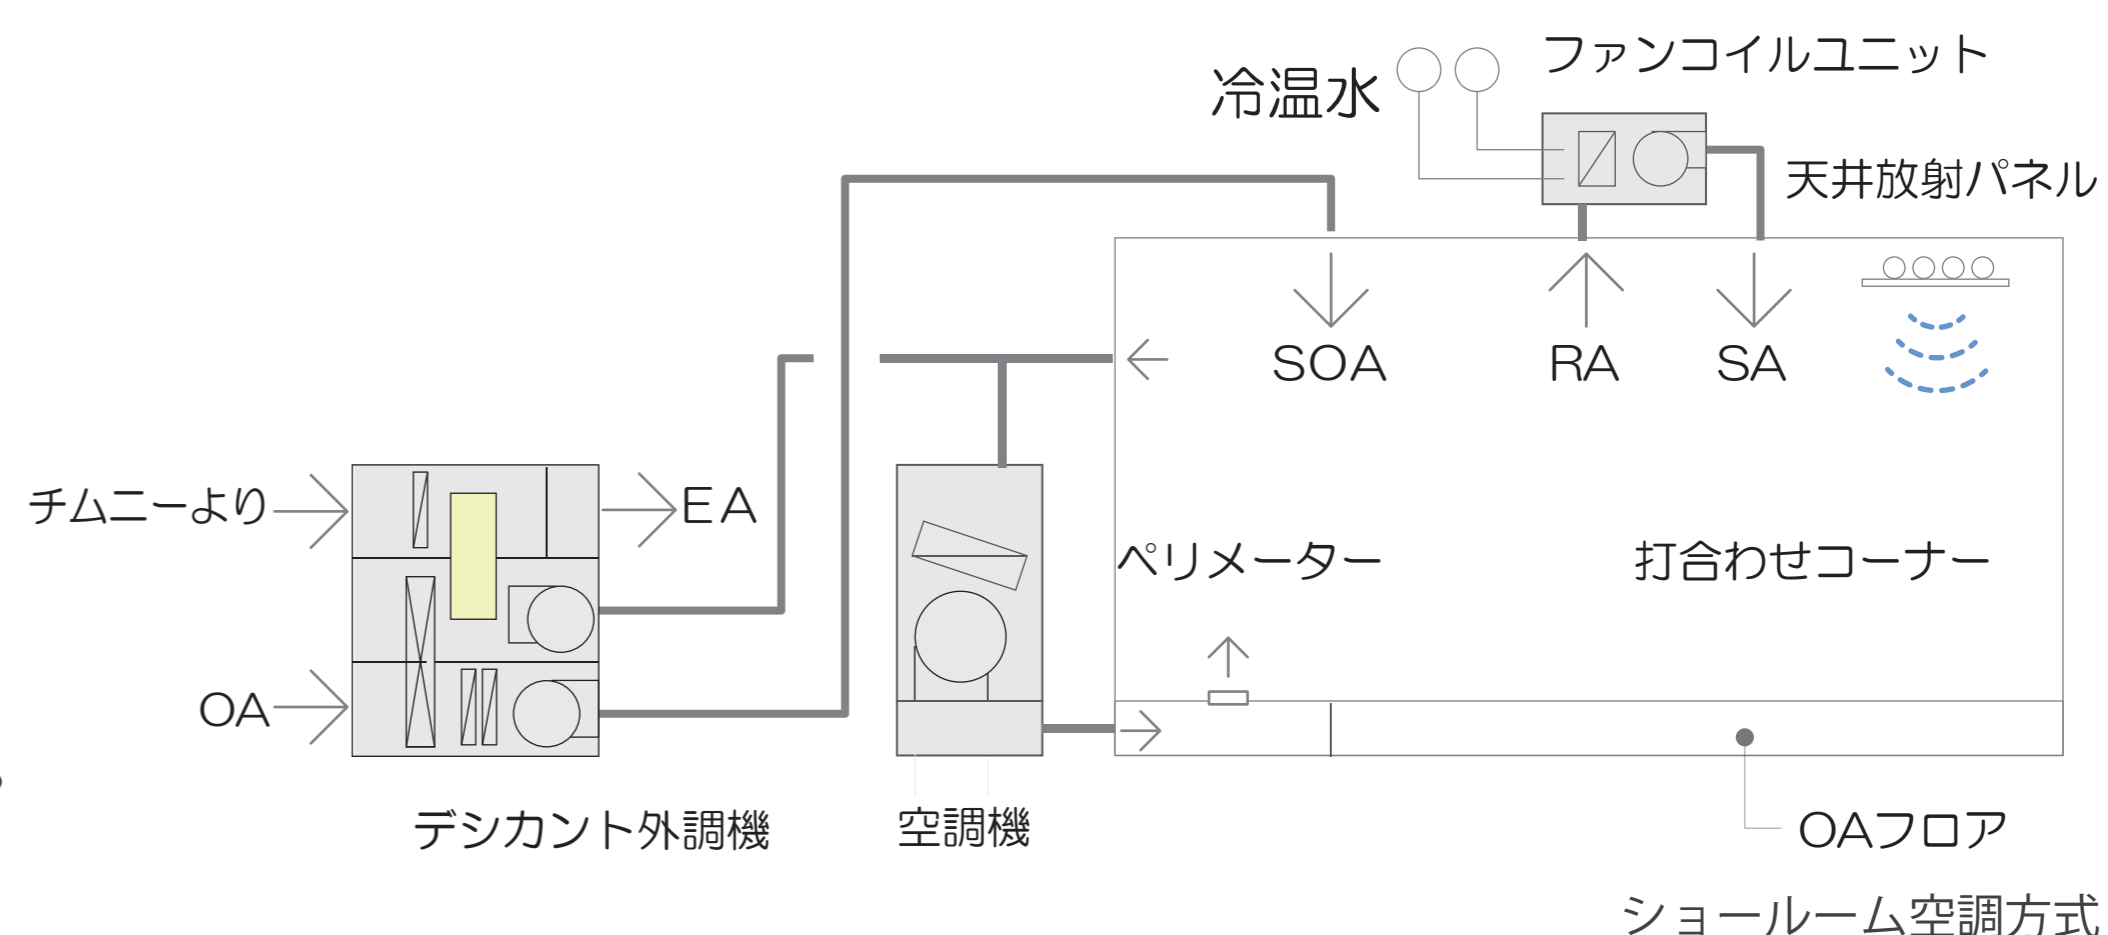 ファンコイルユニット
冷温水
天井放射パネル
SOA
RA
SA
チムニーより
EA
ペリメーター
打合わせコーナー
OA
デシカント外調機
空調機
OAフロア
ショールーム空調方式